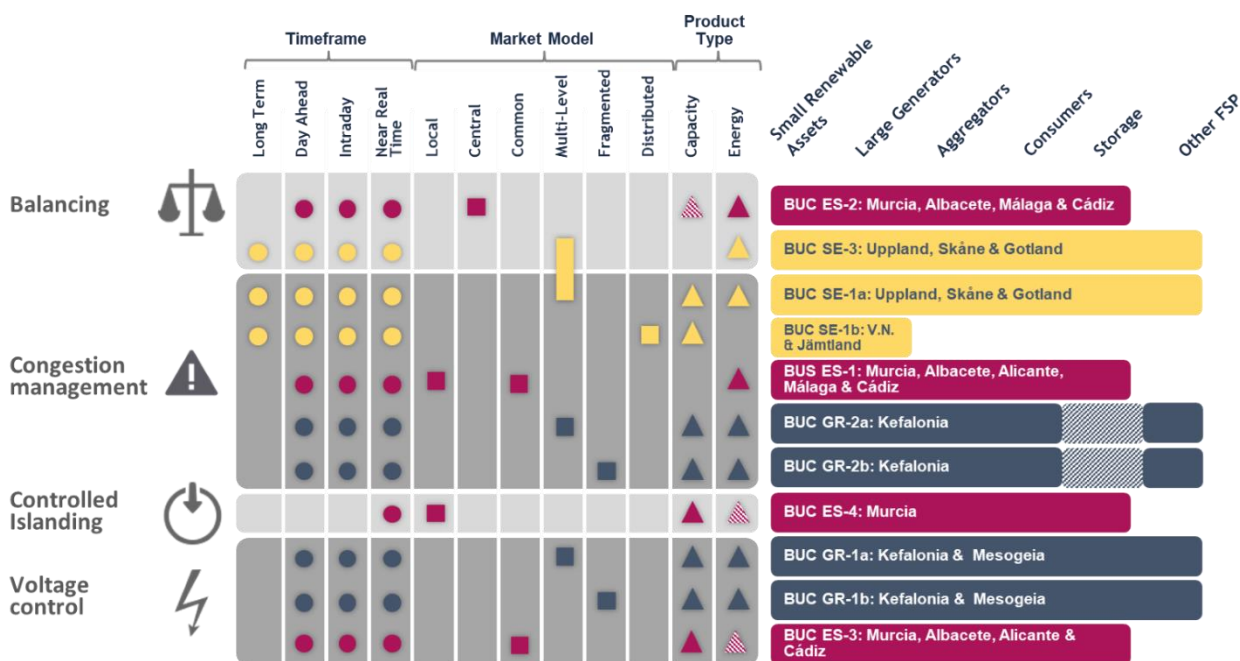 Timeframe
Market Model
Product
Type
Long Term
Day Ahead
Intraday
Near Real
Time
Local
Central
Common
Multi-Level
Fragmented
Distributed
Capacity
Energy
Small Renewable
Assets
Large Generators
Aggregators
Consumers
Storage
Other FSP
Balancing
BUC ES-2: Murcia, Albacete, Málaga & Cádiz
BUC SE-3: Uppland, Skåne & Gotland
Congestion
management
BUC SE-1a: Uppland, Skåne & Gotland
BUC SE-1b: V.N.
& Jämtland
BUS ES-1: Murcia, Albacete, Alicante,
Málaga & Cádiz
BUC GR-2a: Kefalonia
BUC GR-2b: Kefalonia
Controlled
Islanding
BUC ES-4: Murcia
Voltage
control
BUC GR-1a: Kefalonia & Mesogeia
BUC GR-1b: Kefalonia & Mesogeia
BUC ES-3: Murcia, Albacete, Alicante &
Cádiz